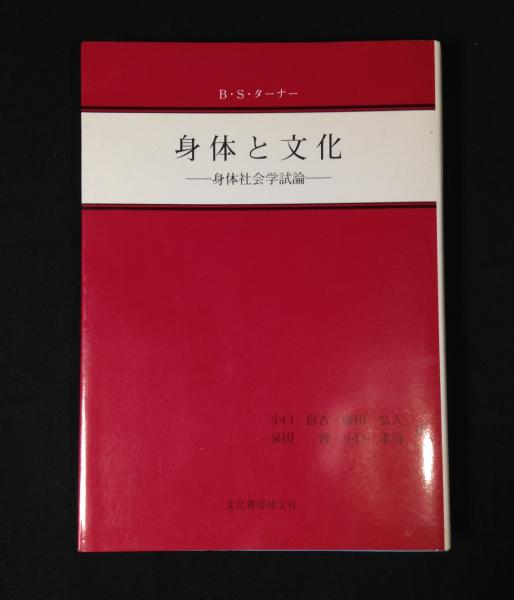 B・S・ターナー
身体と文化
――身体社会学試論――
小口 信吉・藤田 弘人
泉田 渡・小口 孝司
文化書房博文社